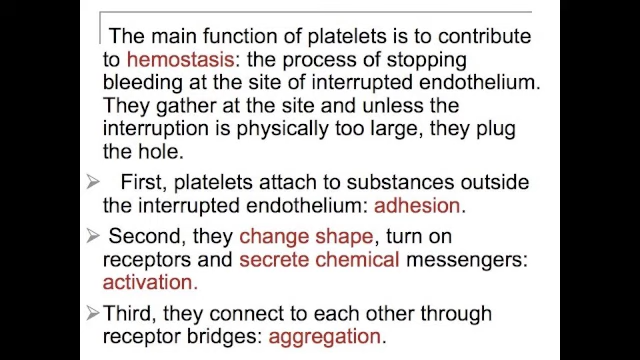 The main function of platelets is to contribute
to hemostasis: the process of stopping
bleeding at the site of interrupted endothelium.
They gather at the site and unless the
interruption is physically too large, they plug
the hole.
➢ First, platelets attach to substances outside
the interrupted endothelium: adhesion.
➢ Second, they change shape, turn on
receptors and secrete chemical messengers:
activation.
➢Third, they connect to each other through
receptor bridges: aggregation.